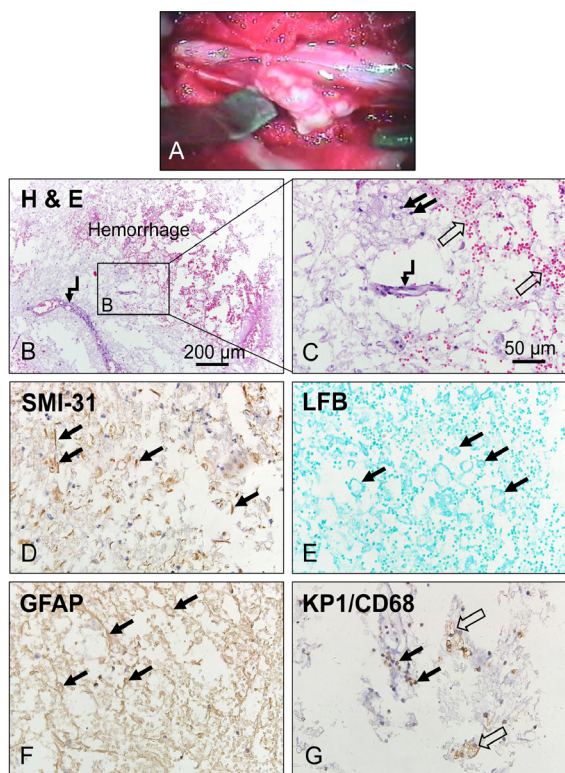 A
H & E
Hemorrhage
B
B
200 µm
C
50 µm
SMI-31
D
LFB
E
GFAP
F
KP1/CD68
G